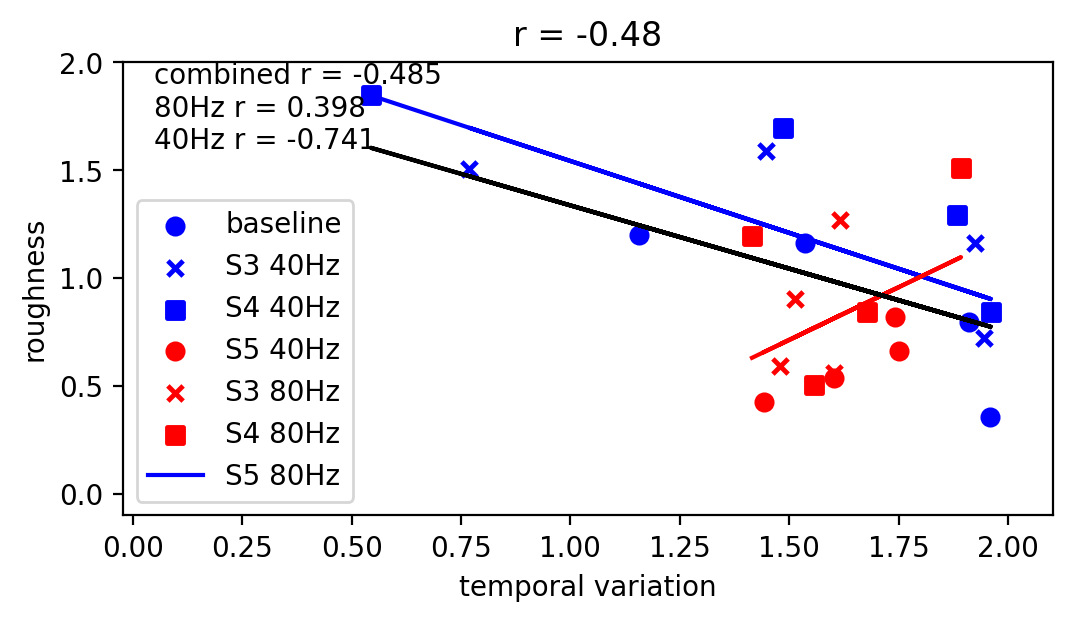 r = -0.48
combined r = -0.485
80Hz r = 0.398
40Hz r = -0.741
baseline
S3 40Hz
S4 40Hz
S5 40Hz
S3 80Hz
S4 80Hz
S5 80Hz
2.0
1.5
1.0
0.5
0.0
roughness
0.00 0.25 0.50 0.75 1.00 1.25 1.50 1.75 2.00
temporal variation